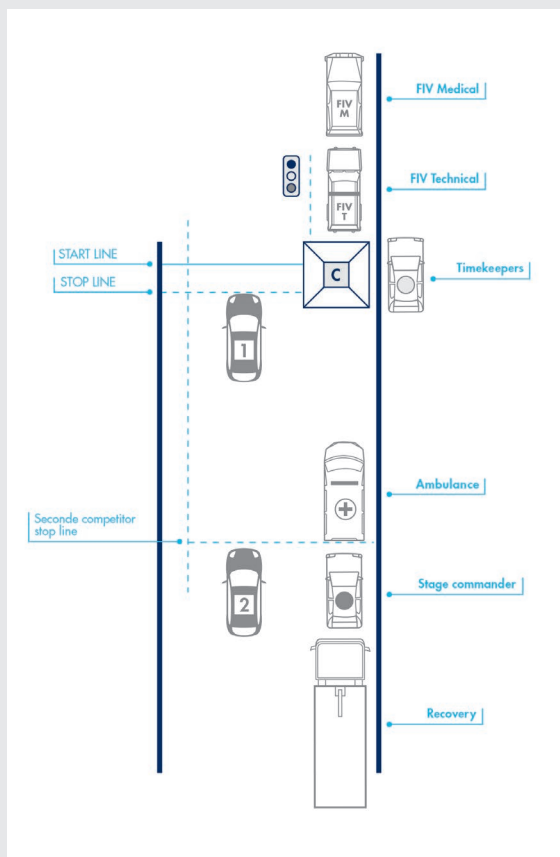 FIV Medical
FIV
M
FIV Technical
FIV
T
START LINE
C
Timekeepers
STOP LINE
1
Ambulance
Seconde competitor
stop line
Stage commander
2
Recovery